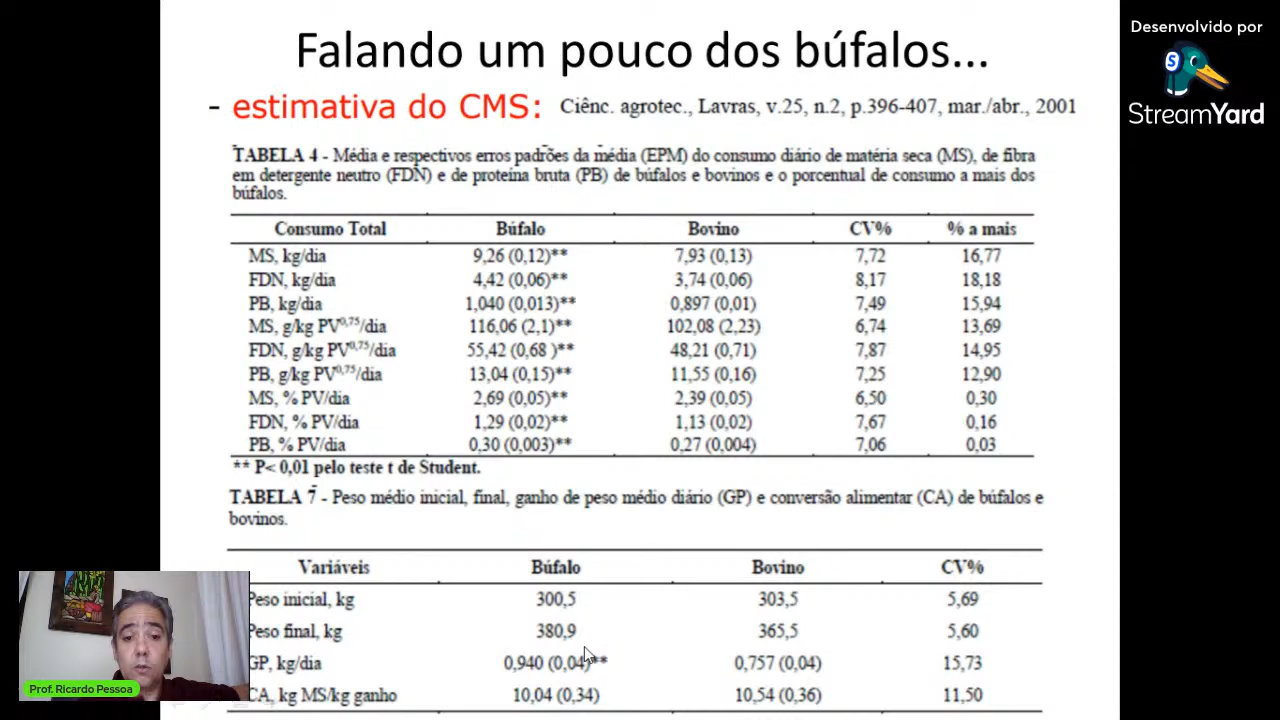 Falando um pouco dos búfalos...
Desenvolvido por
StreamYard
- estimativa do CMS: Ciênc. agrotec., Lavras, v.25, n.2, p.396-407, mar./abr., 2001
TABELA 4 - Média e respectivos erros padrões da média (EPM) do consumo diário de matéria seca (MS), de fibra
em detergente neutro (FDN) e de proteína bruta (PB) de búfalos e bovinos e o porcentual de consumo a mais dos
búfalos.
Consumo Total Búfalo Bovino CV% % a mais
MS, kg/dia 9,26 (0,12)** 7,93 (0,13) 7,72 16,77
FDN, kg/dia 4,42 (0,06)** 3,74 (0,06) 8,17 18,18
PB, kg/dia 1,040 (0,013)** 0,897 (0,01) 7,49 15,94
MS, g/kg PV⁰,⁷⁵/dia 116,06 (2,1)** 102,08 (2,23) 6,74 13,69
FDN, g/kg PV⁰,⁷⁵/dia 55,42 (0,68 )** 48,21 (0,71) 7,87 14,95
PB, g/kg PV⁰,⁷⁵/dia 13,04 (0,15)** 11,55 (0,16) 7,25 12,90
MS, % PV/dia 2,69 (0,05)** 2,39 (0,05) 6,50 0,30
FDN, % PV/dia 1,29 (0,02)** 1,13 (0,02) 7,67 0,16
PB, % PV/dia 0,30 (0,003)** 0,27 (0,004) 7,06 0,03
** P< 0,01 pelo teste t de Student.
TABELA 7 - Peso médio inicial, final, ganho de peso médio diário (GP) e conversão alimentar (CA) de búfalos e
bovinos.
Variáveis Búfalo Bovino CV%
Peso inicial, kg 300,5 303,5 5,69
Peso final, kg 380,9 365,5 5,60
GP, kg/dia 0,940 (0,04)** 0,757 (0,04) 15,73
CA, kg MS/kg ganho 10,04 (0,34) 10,54 (0,36) 11,50
Prof. Ricardo Pessoa